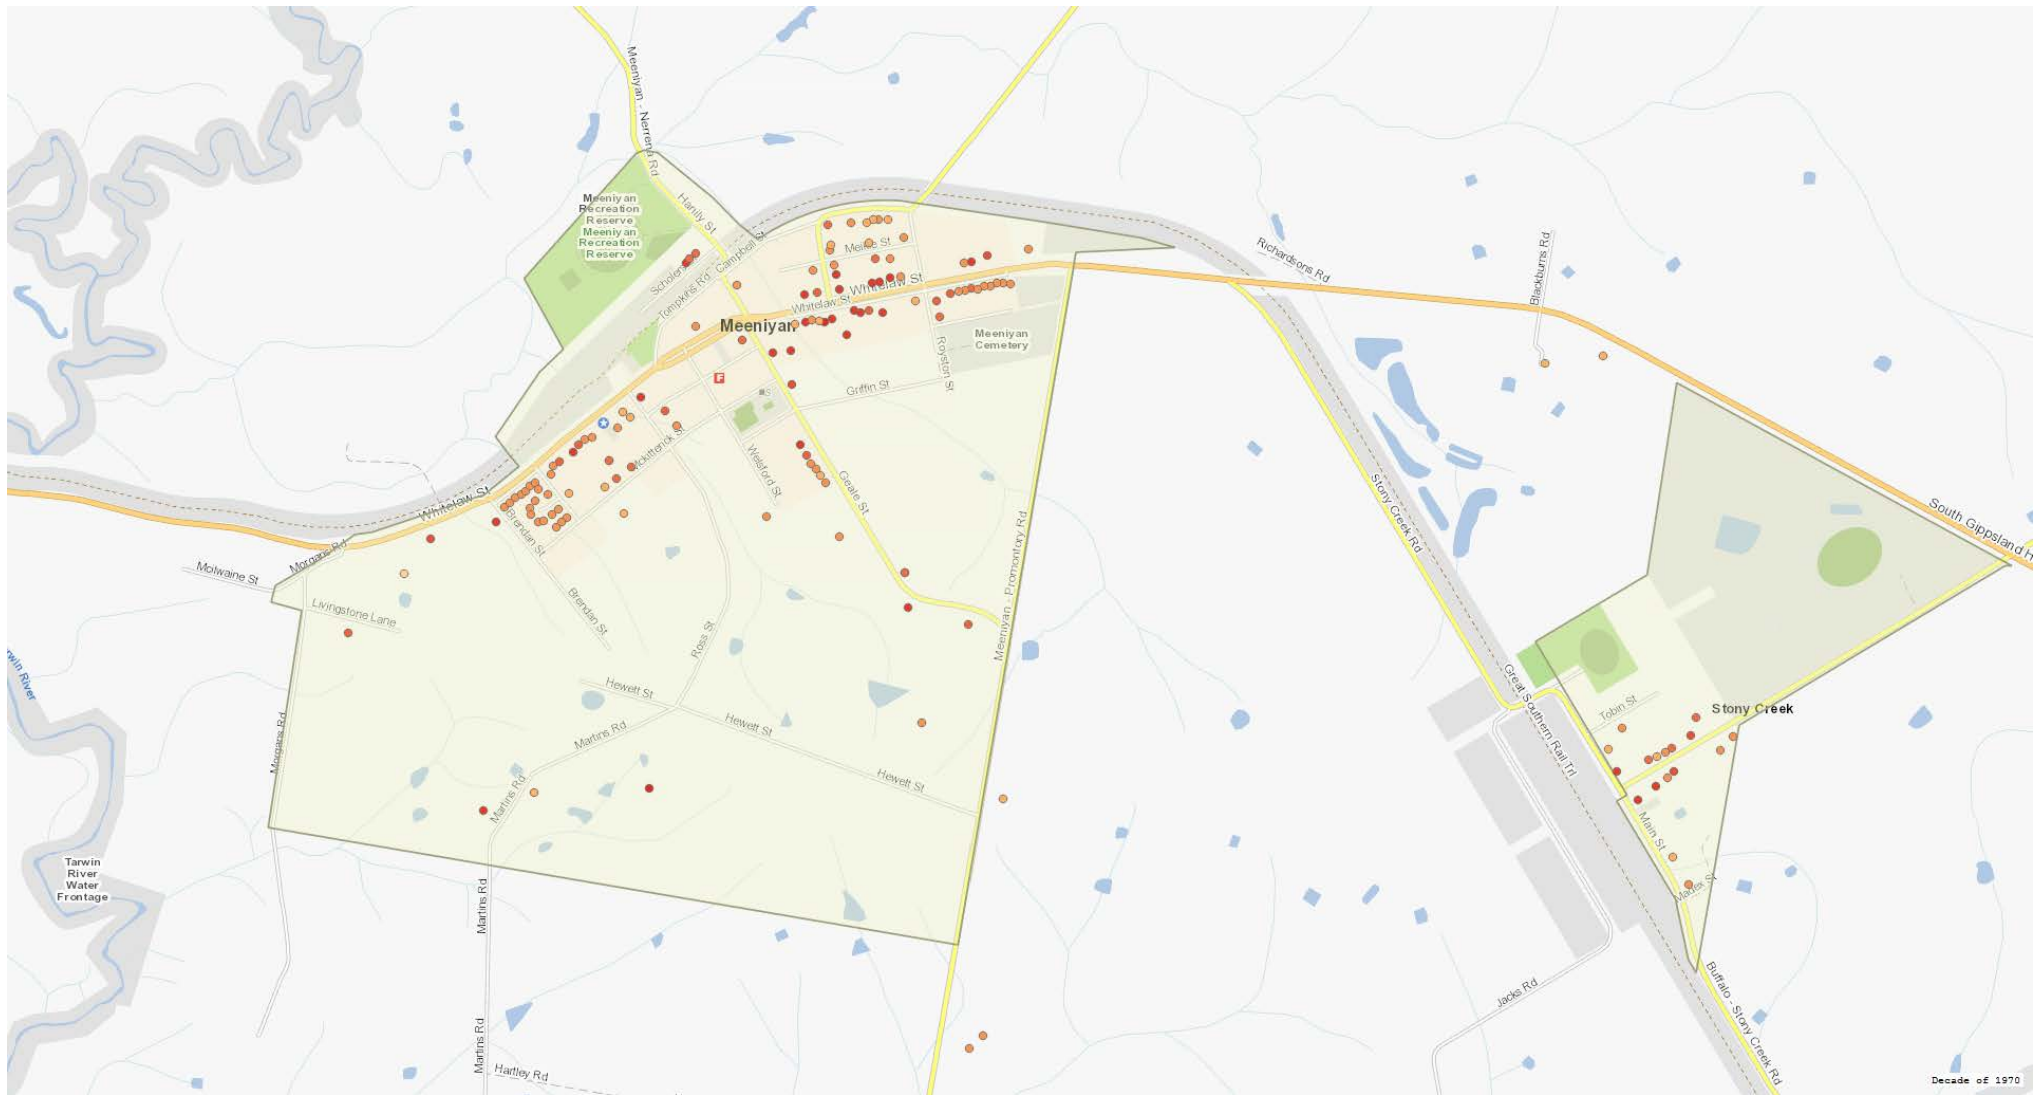 Meeniyan - Nerrena Rd
Meeniyan
Recreation
Reserve
Meeniyan
Recreation
Reserve
Hanily St
Campbell St
Tompkins Rd
Whitelaw St
Whitelaw St
Meeniyan
Meeniyan
Cemetery
Royston St
Griffin St
F
McKitterick St
Welsford St
Geale St
Whitelaw St
Brendan St
Brendan St
Morgans Rd
McIlwaine St
Livingstone Lane
Ross St
Meeniyan - Promontory Rd
Hewett St
Hewett St
Hewett St
Martins Rd
Martins Rd
Morgans Rd
Martins Rd
Martins Rd
Hartley Rd
Tarwin
River
Water
Frontage
rwin River
Richardsons Rd
Blackburns Rd
Stony Creek Rd
South Gippsland H
Great Southern Rail Trl
Tobin St
Stony Creek
Main St
Jacks Rd
Buffalo - Stony Creek Rd
Decade of 1970